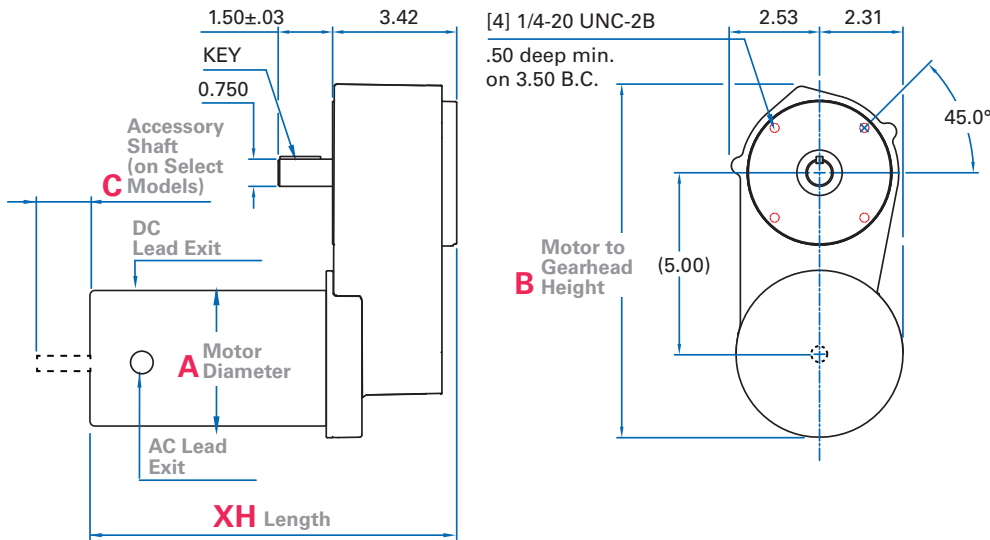 1.50±.03
3.42
KEY
0.750
Accessory
Shaft
(on Select
C Models)
DC
Lead Exit
A Motor
Diameter
AC Lead
Exit
XH Length
[4] 1/4-20 UNC-2B
.50 deep min.
on 3.50 B.C.
2.53
2.31
45.0°
Motor to
B Gearhead
Height
(5.00)